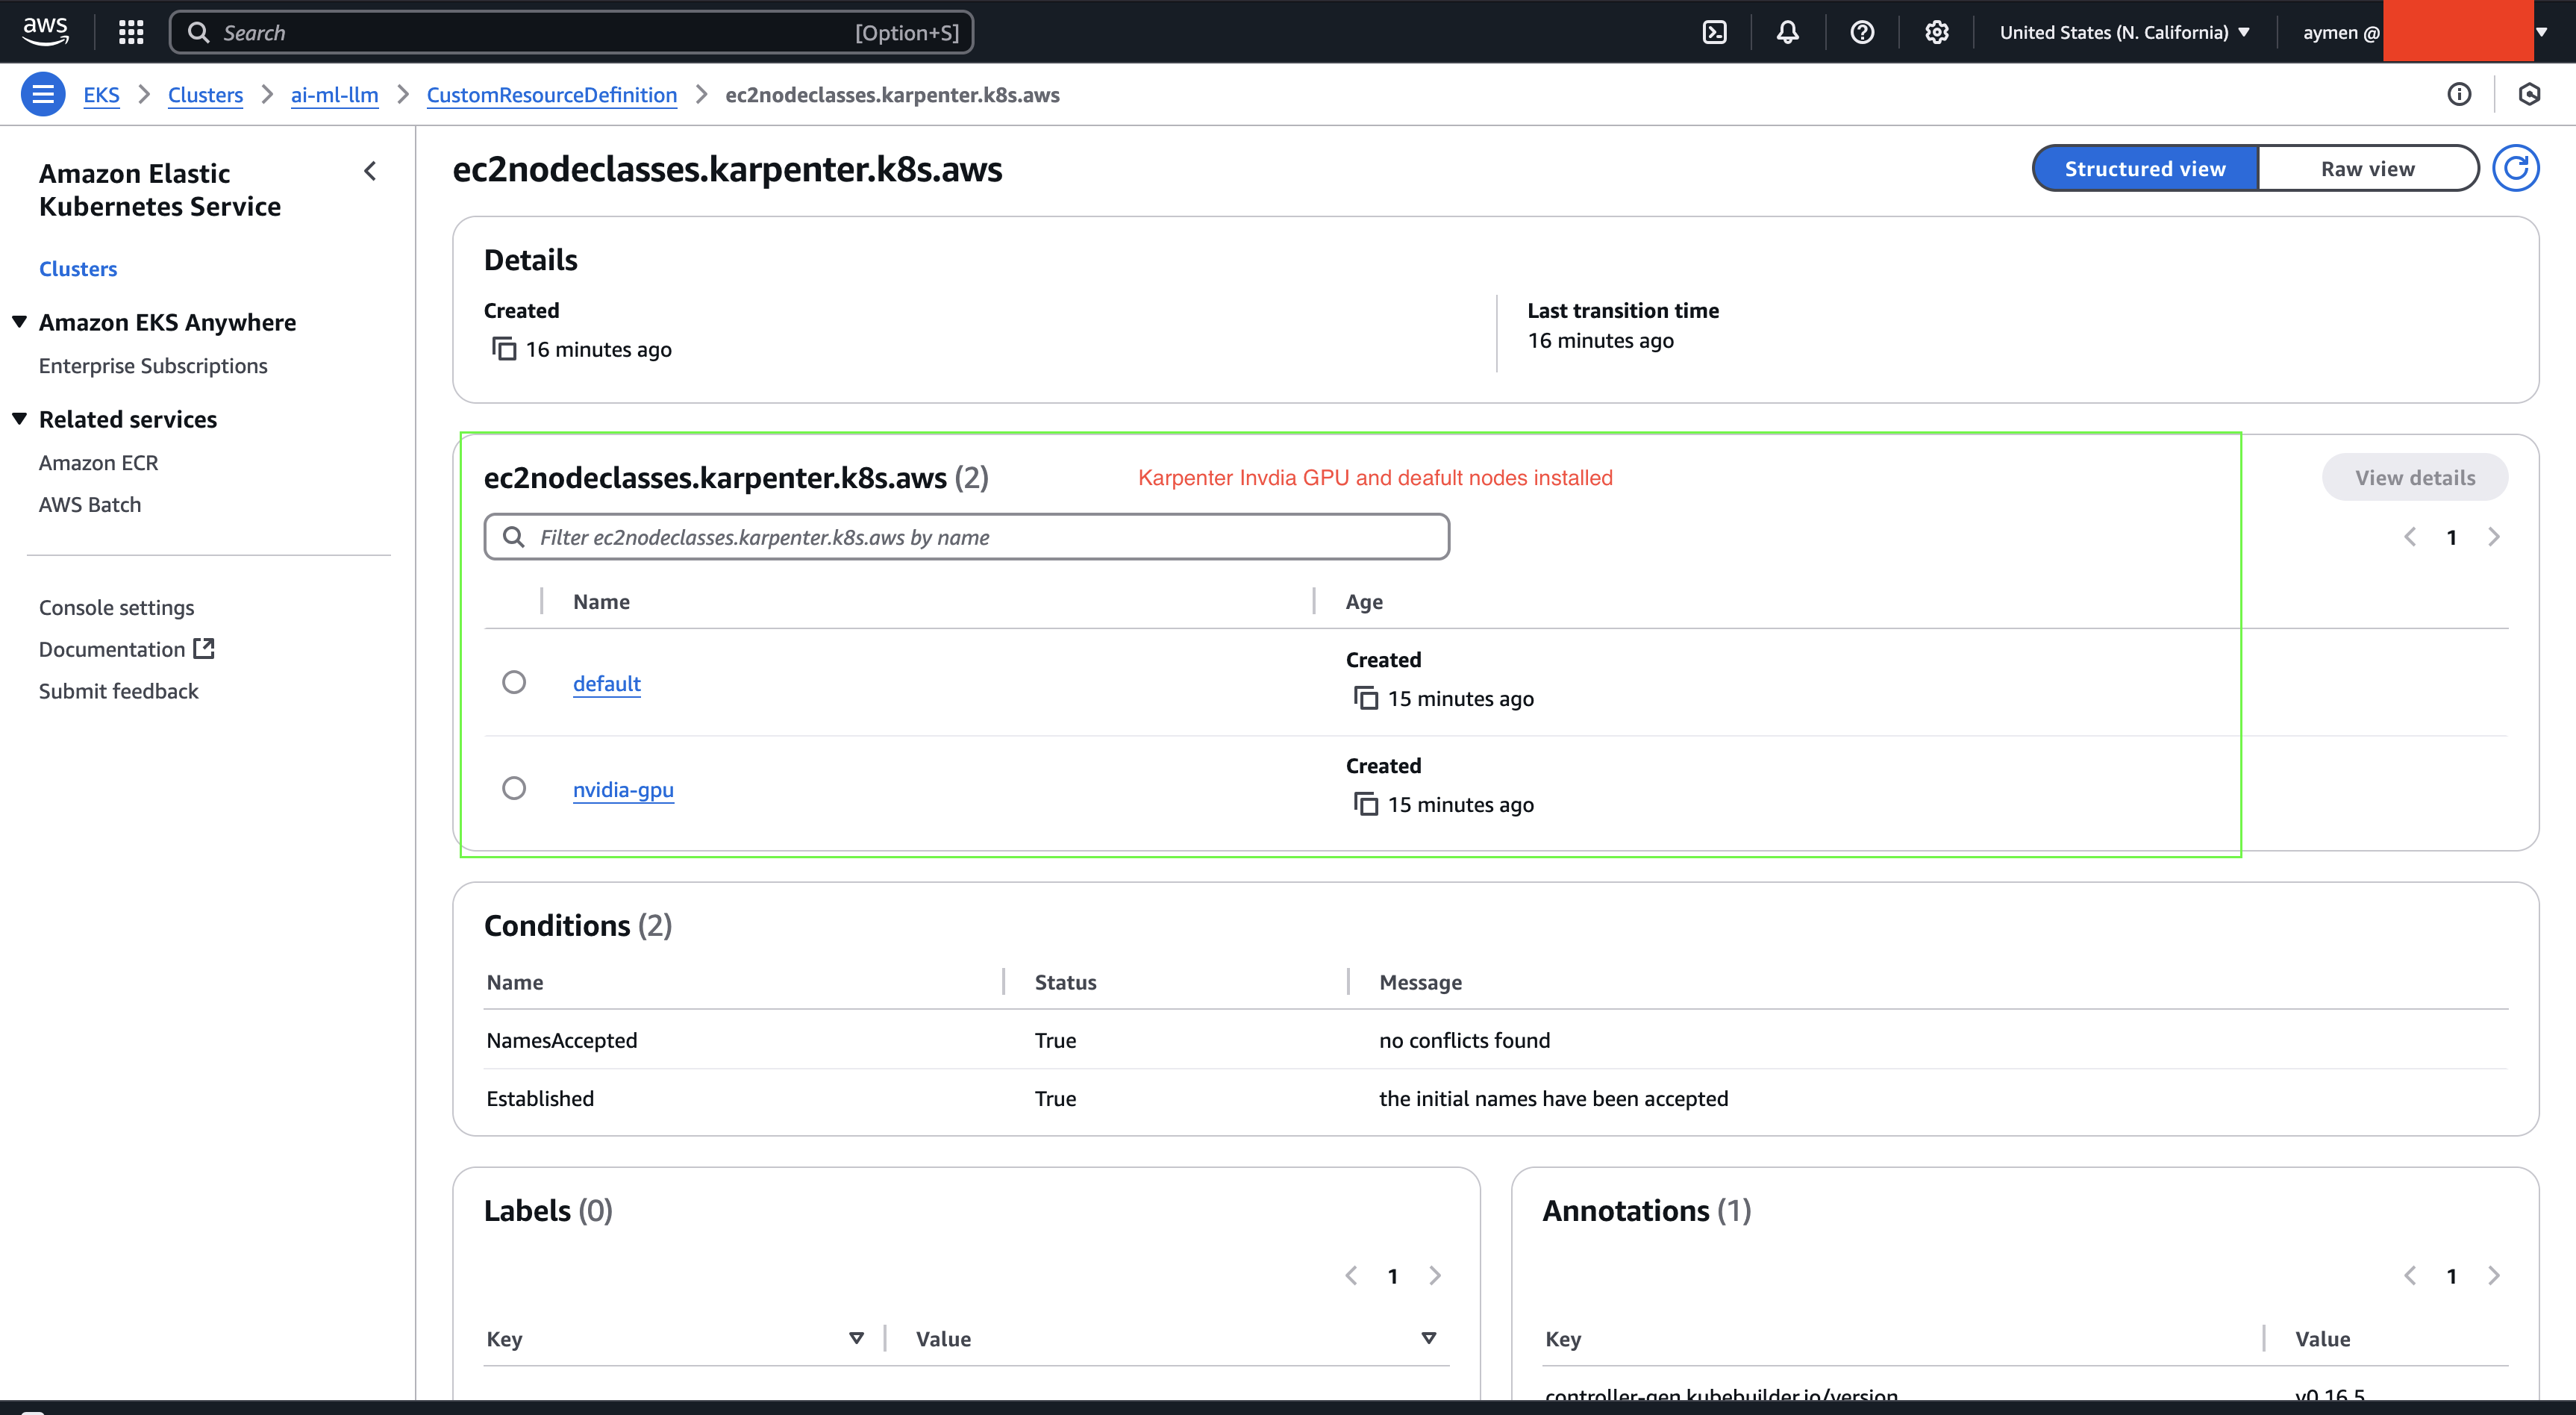 aws
Search [Option+S]
United States (N. California)
aymen @
EKS
Clusters
ai-ml-llm
CustomResourceDefinition
ec2nodeclasses.karpenter.k8s.aws
Amazon Elastic
Kubernetes Service
Clusters
Amazon EKS Anywhere
Enterprise Subscriptions
Related services
Amazon ECR
AWS Batch
Console settings
Documentation
Submit feedback
ec2nodeclasses.karpenter.k8s.aws
Structured view
Raw view
Details
Created
16 minutes ago
Last transition time
16 minutes ago
ec2nodeclasses.karpenter.k8s.aws (2)
Karpenter Invdia GPU and deafult nodes installed
View details
Filter ec2nodeclasses.karpenter.k8s.aws by name
1
Name Age
default
Created
15 minutes ago
nvidia-gpu
Created
15 minutes ago
Conditions (2)
Name Status Message
NamesAccepted True no conflicts found
Established True the initial names have been accepted
Labels (0)
1
Key Value
Annotations (1)
1
Key Value
controller-gen.kubebuilder.io/version v0.16.5